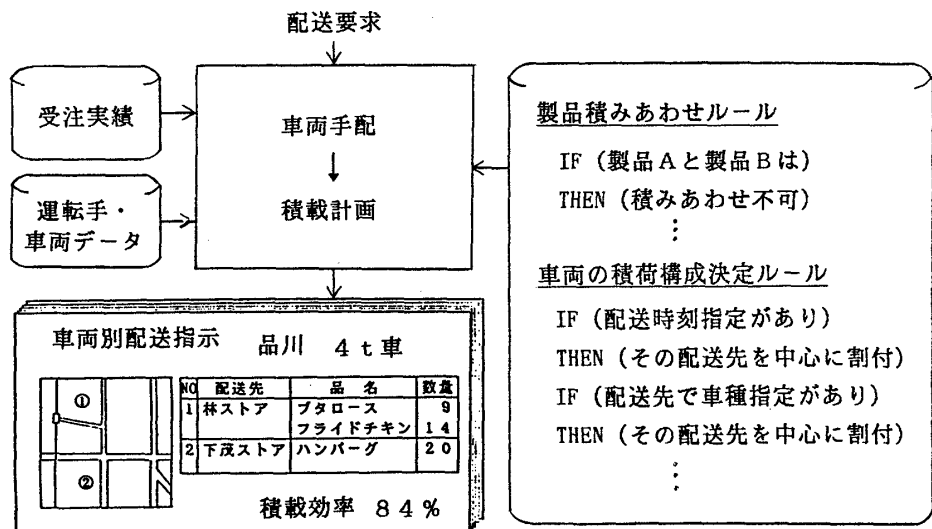 配送要求
受注実績
運転手・
車両データ
車両手配
積載計画
製品積みあわせルール
IF (製品Aと製品Bは)
THEN (積みあわせ不可)
⋮
車両の積荷構成決定ルール
IF (配送時刻指定があり)
THEN (その配送先を中心に割付)
IF (配送先で車種指定があり)
THEN (その配送先を中心に割付)
⋮
車両別配送指示 品川 4t車
①
②
NO 配送先 品名 数量
1 林ストア ブタロース 9
フライドチキン 14
2 下茂ストア ハンバーグ 20
積載効率 84%